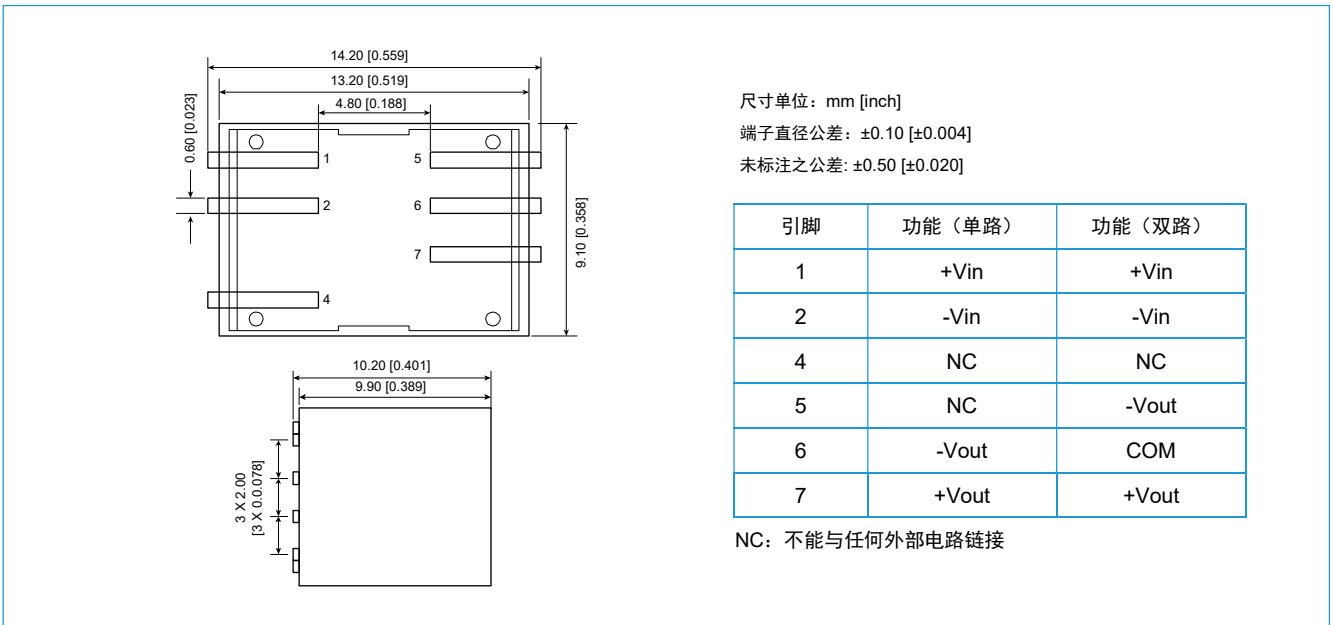 14.20 [0.559]
13.20 [0.519]
4.80 [0.188]
0.60 [0.023]
1
5
2
6
7
4
9.10 [0.358]
10.20 [0.401]
9.90 [0.389]
3 X 2.00
[3 X 0.0.078]
尺寸单位：mm [inch]
端子直径公差：±0.10 [±0.004]
未标注之公差: ±0.50 [±0.020]
引脚 功能（单路） 功能（双路）
1 +Vin +Vin
2 -Vin -Vin
4 NC NC
5 NC -Vout
6 -Vout COM
7 +Vout +Vout
NC：不能与任何外部电路链接